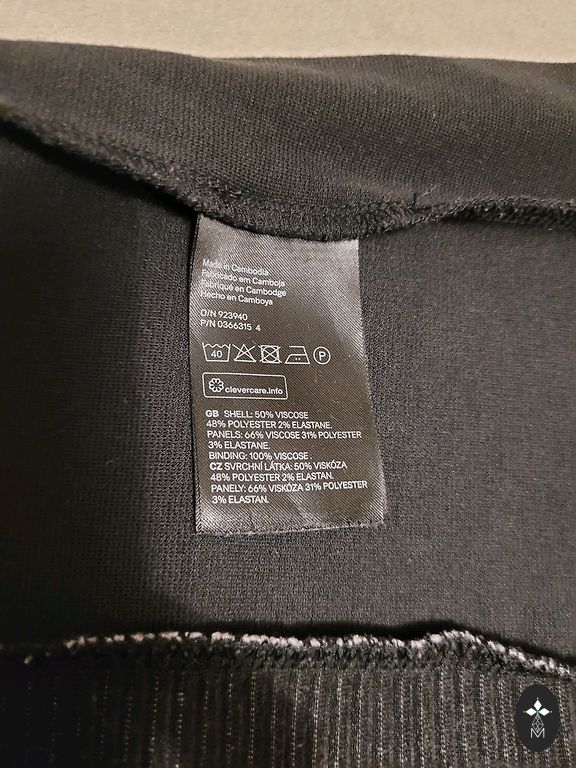 Made in Cambodia
Fabricado em Camboja
Fabriqué en Cambodge
Hecho en Camboya
O/N 923940
P/N 0366315 4
40 P
clevercare.info
GB SHELL: 50% VISCOSE
48% POLYESTER 2% ELASTANE.
PANELS: 66% VISCOSE 31% POLYESTER
3% ELASTANE.
BINDING: 100% VISCOSE .
CZ SVRCHNÍ LÁTKA: 50% VISKÓZA
48% POLYESTER 2% ELASTAN.
PANELY: 66% VISKÓZA 31% POLYESTER
3% ELASTAN.
M